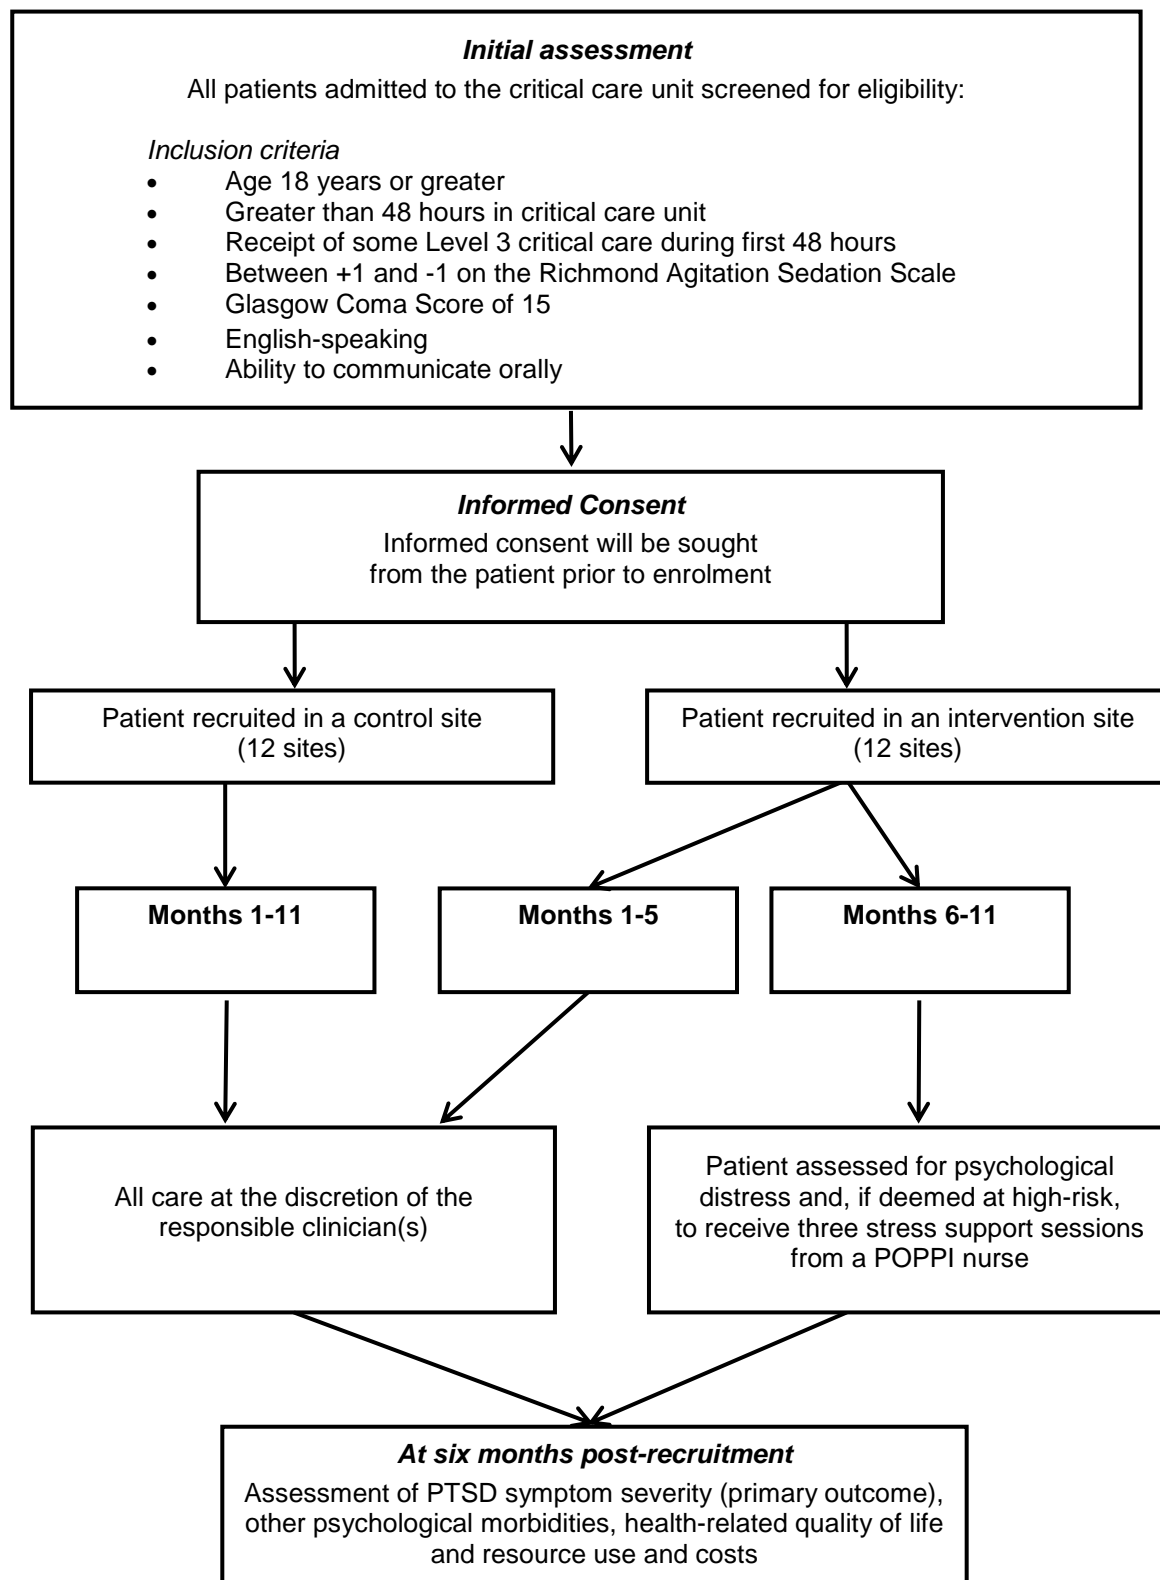 Initial assessment
All patients admitted to the critical care unit screened for eligibility:
Inclusion criteria
• Age 18 years or greater
• Greater than 48 hours in critical care unit
• Receipt of some Level 3 critical care during first 48 hours
• Between +1 and -1 on the Richmond Agitation Sedation Scale
• Glasgow Coma Score of 15
• English-speaking
• Ability to communicate orally
Informed Consent
Informed consent will be sought
from the patient prior to enrolment
Patient recruited in a control site
(12 sites)
Patient recruited in an intervention site
(12 sites)
Months 1-11
Months 1-5
Months 6-11
All care at the discretion of the
responsible clinician(s)
Patient assessed for psychological
distress and, if deemed at high-risk,
to receive three stress support sessions
from a POPPI nurse
At six months post-recruitment
Assessment of PTSD symptom severity (primary outcome),
other psychological morbidities, health-related quality of life
and resource use and costs